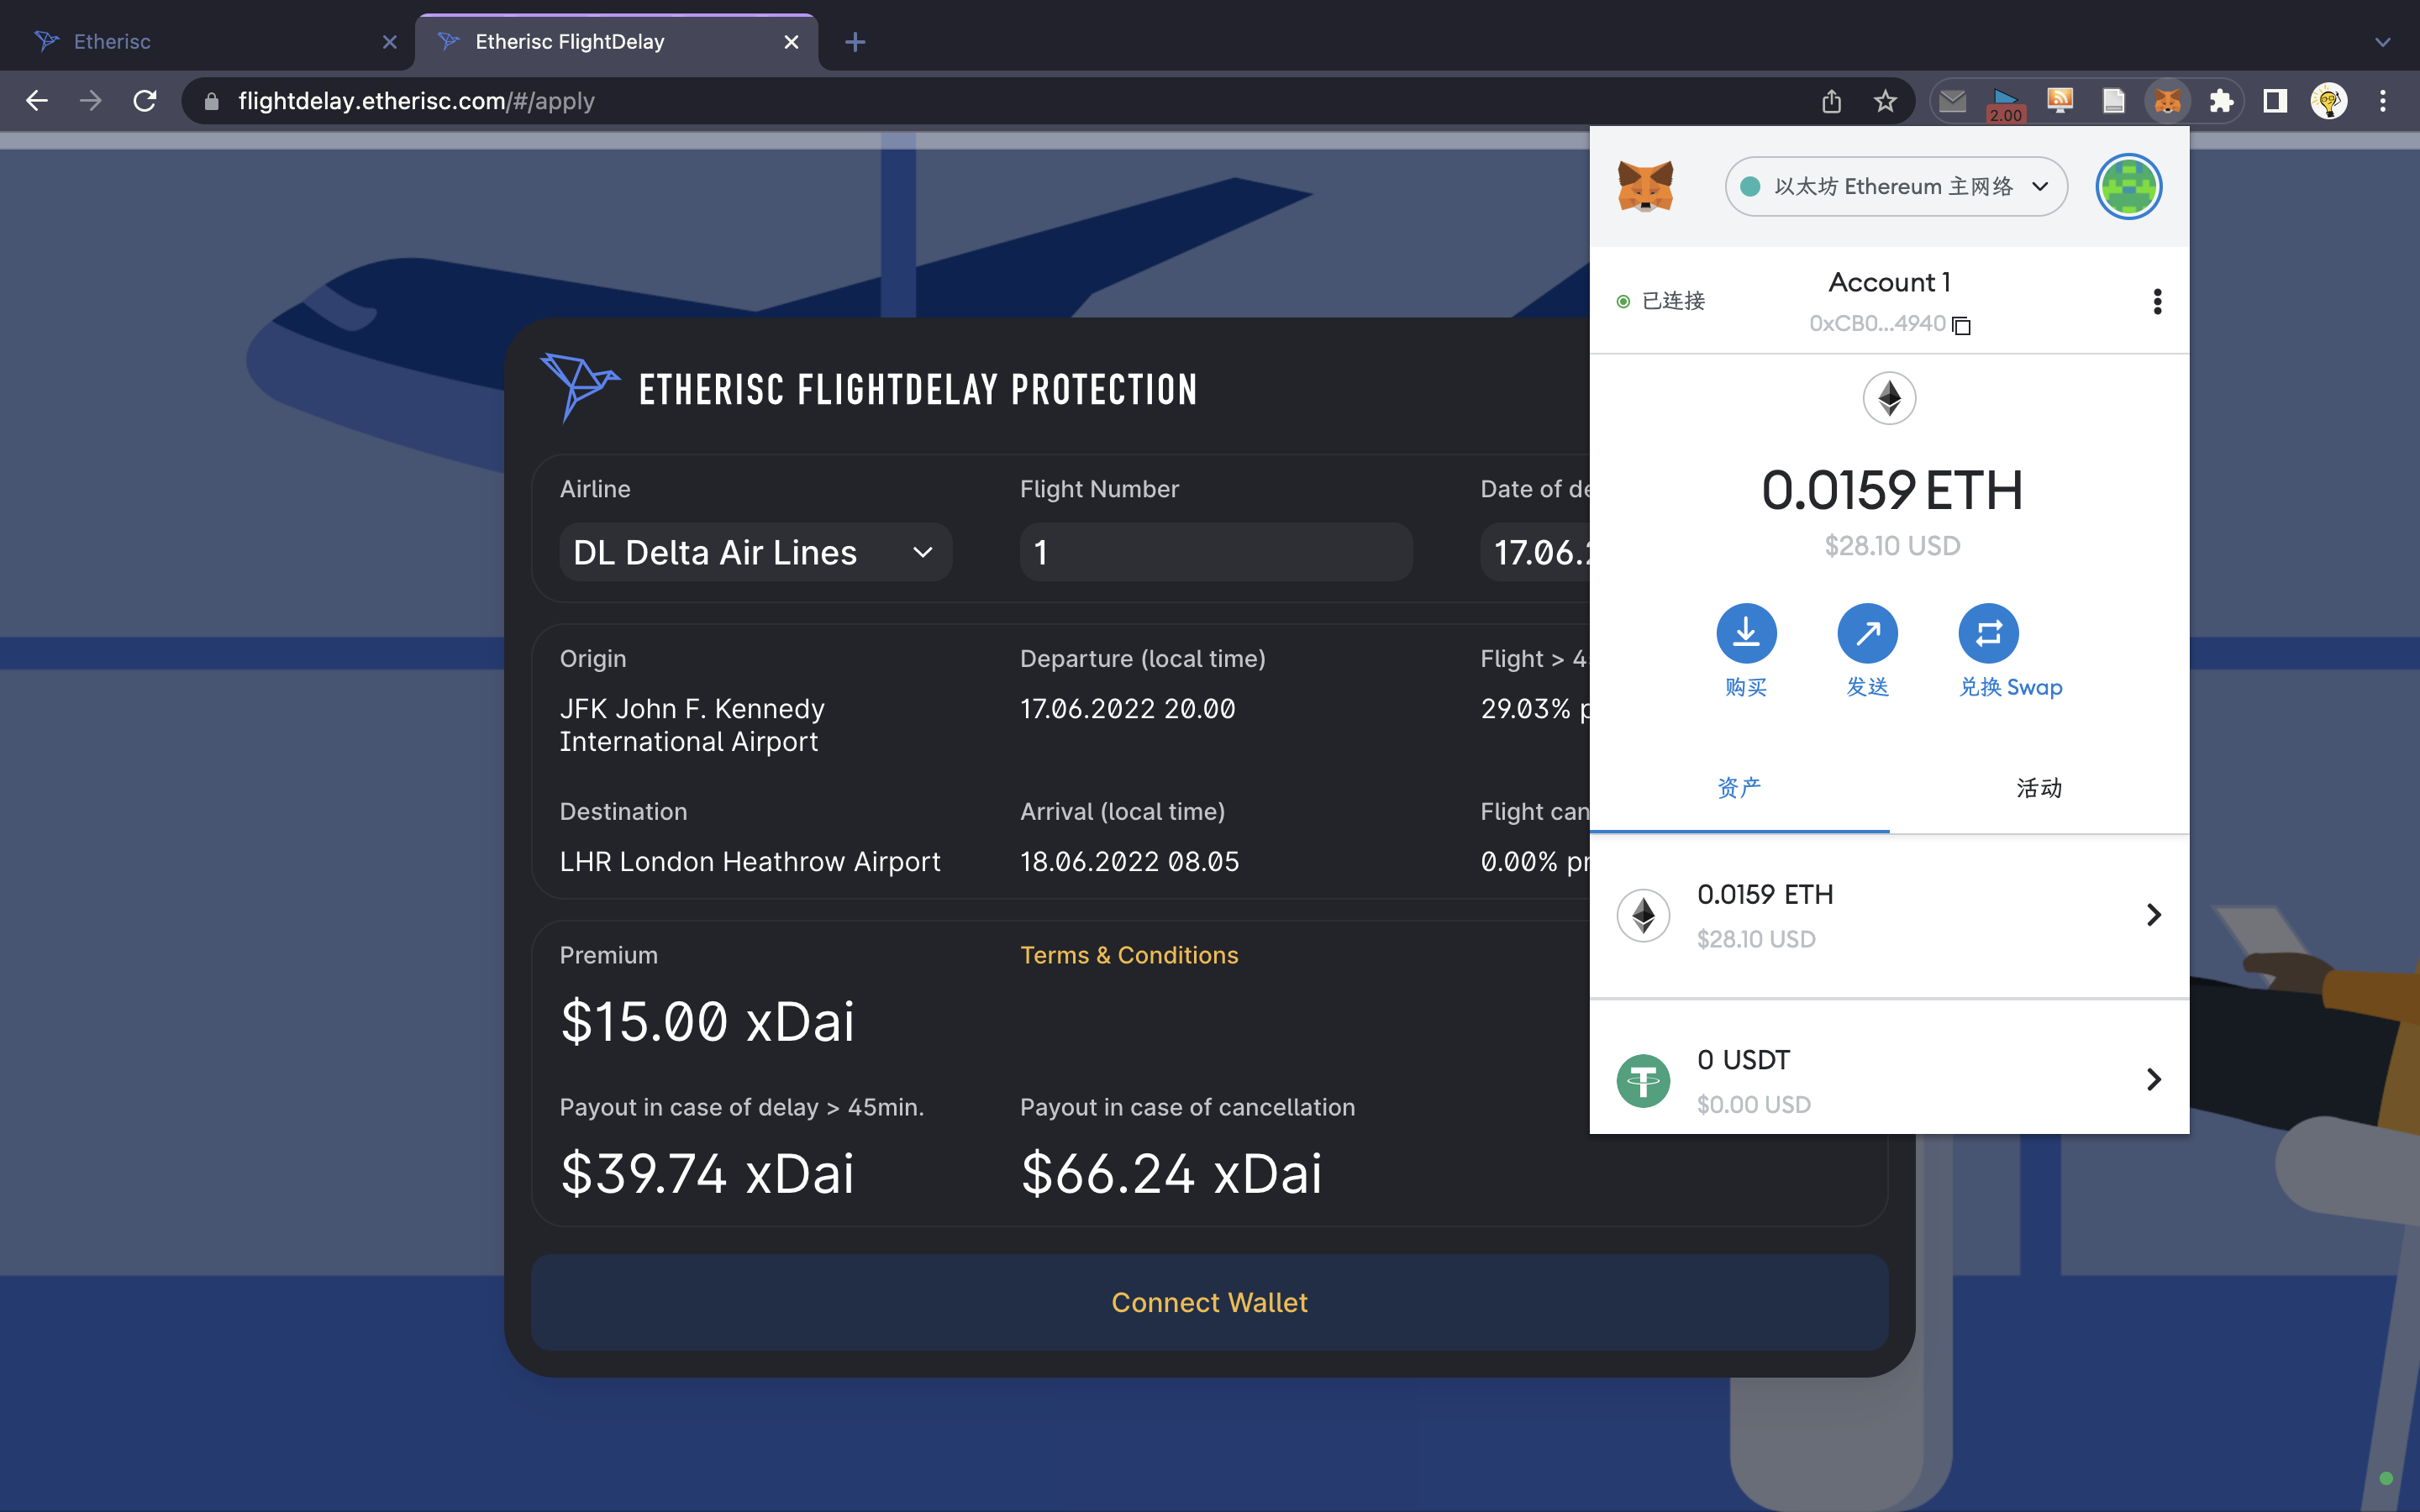 Etherisc
Etherisc FlightDelay
flightdelay.etherisc.com/#/apply
2.00
以太坊 Ethereum 主网络
已连接
Account 1
0xCB0...4940
0.0159 ETH
$28.10 USD
购买
发送
兑换 Swap
资产
活动
0.0159 ETH
$28.10 USD
0 USDT
$0.00 USD
ETHERISC FLIGHTDELAY PROTECTION
Airline
Flight Number
Date of de
DL Delta Air Lines
1
17.06.2
Origin
Departure (local time)
Flight > 4
JFK John F. Kennedy
International Airport
17.06.2022 20.00
29.03% p
Destination
Arrival (local time)
Flight can
LHR London Heathrow Airport
18.06.2022 08.05
0.00% pr
Premium
Terms & Conditions
$15.00 xDai
Payout in case of delay > 45min.
Payout in case of cancellation
$39.74 xDai
$66.24 xDai
Connect Wallet